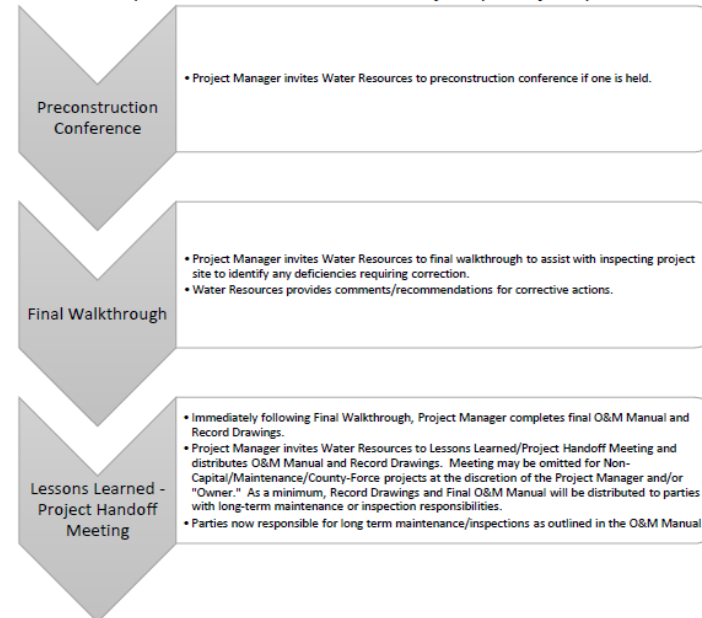 Preconstruction
Conference
• Project Manager invites Water Resources to preconstruction conference if one is held.
Final Walkthrough
• Project Manager invites Water Resources to final walkthrough to assist with inspecting project
site to identify any deficiencies requiring correction.
• Water Resources provides comments/recommendations for corrective actions.
Lessons Learned -
Project Handoff
Meeting
• Immediately following Final Walkthrough, Project Manager completes final O&M Manual and
Record Drawings.
• Project Manager invites Water Resources to Lessons Learned/Project Handoff Meeting and
distributes O&M Manual and Record Drawings. Meeting may be omitted for Non-
Capital/Maintenance/County-Force projects at the discretion of the Project Manager and/or
"Owner." As a minimum, Record Drawings and Final O&M Manual will be distributed to parties
with long-term maintenance or inspection responsibilities.
• Parties now responsible for long term maintenance/inspections as outlined in the O&M Manual